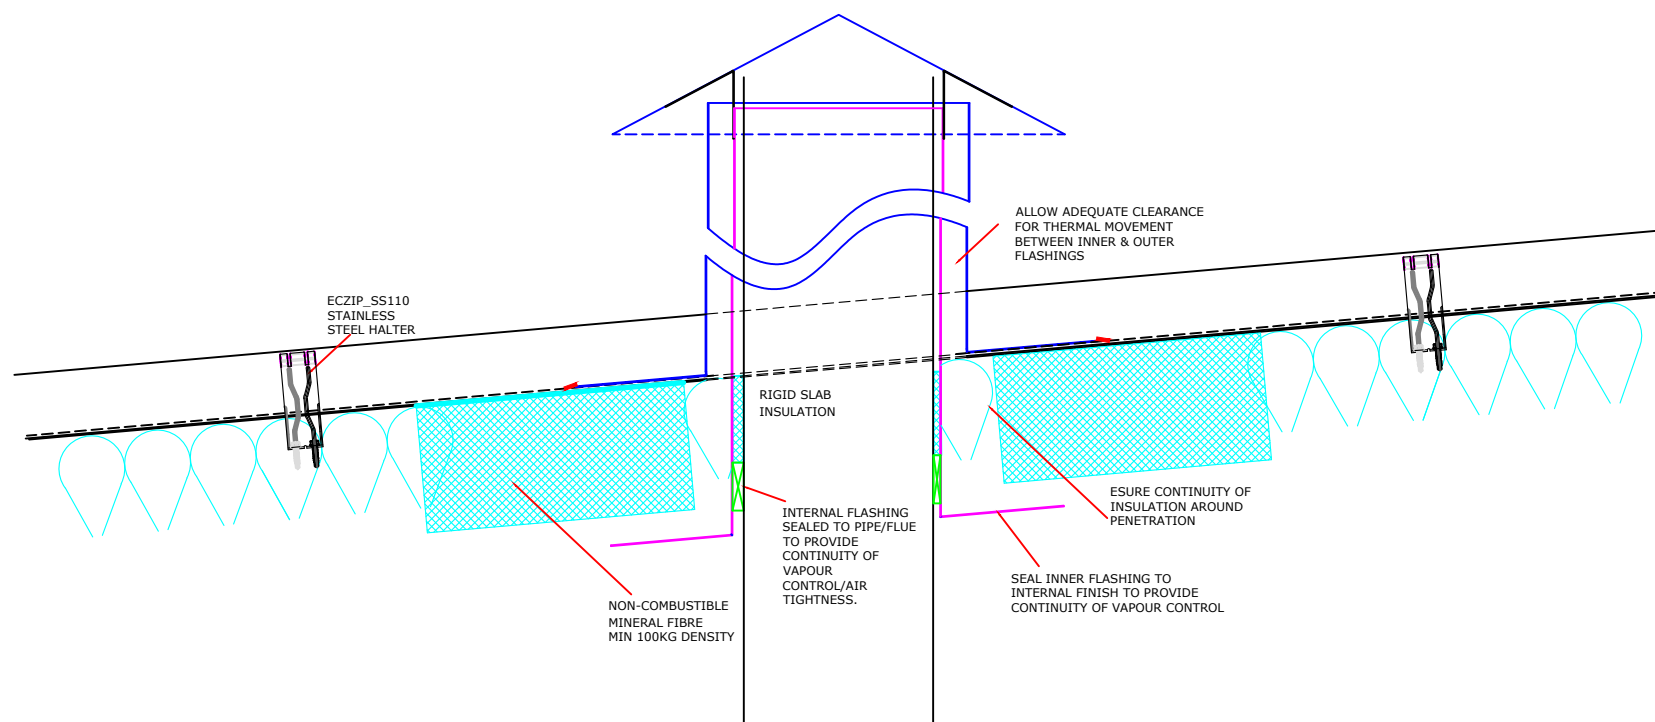 ALLOW ADEQUATE CLEARANCE
FOR THERMAL MOVEMENT
BETWEEN INNER & OUTER
FLASHINGS
ECZIP_SS110
STAINLESS
STEEL HALTER
RIGID SLAB
INSULATION
ESURE CONTINUITY OF
INSULATION AROUND
PENETRATION
INTERNAL FLASHING
SEALED TO PIPE/FLUE
TO PROVIDE
CONTINUITY OF
VAPOUR
CONTROL/AIR
TIGHTNESS.
SEAL INNER FLASHING TO
INTERNAL FINISH TO PROVIDE
CONTINUITY OF VAPOUR CONTROL
NON-COMBUSTIBLE
MINERAL FIBRE
MIN 100KG DENSITY